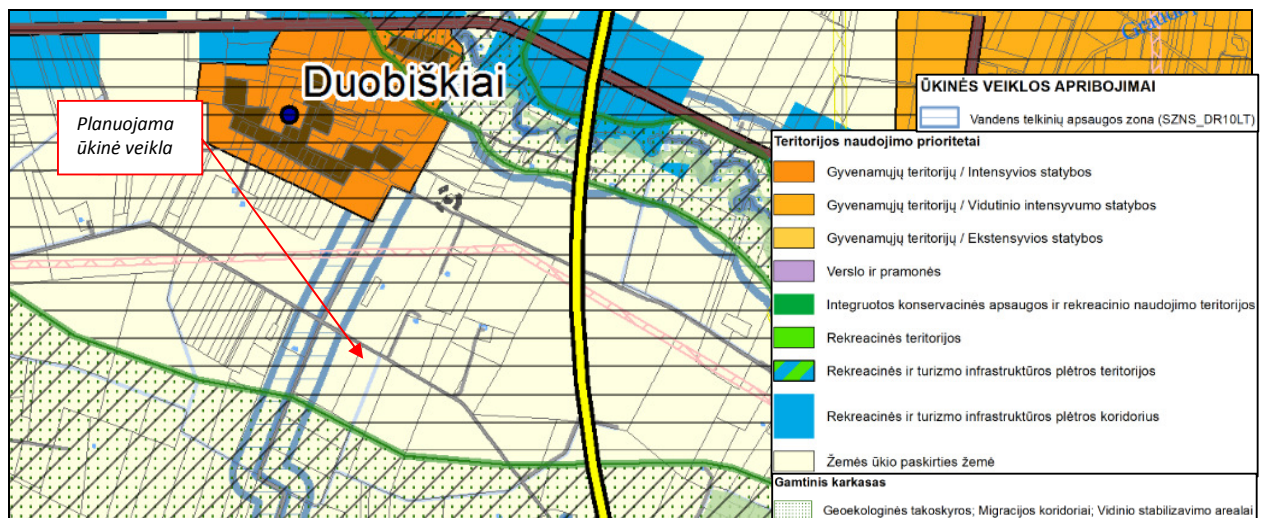 Duobiškiai
Planuojama
ūkinė veikla
ŪKINĖS VEIKLOS APRIBOJIMAI
Vandens telkinių apsaugos zona (SZNS_DR10LT)
Teritorijos naudojimo prioritetai
Gyvenamųjų teritorijų / Intensyvios statybos
Gyvenamųjų teritorijų / Vidutinio intensyvumo statybos
Gyvenamųjų teritorijų / Ekstensyvios statybos
Verslo ir pramonės
Integruotos konservacinės apsaugos ir rekreacinio naudojimo teritorijos
Rekreacinės teritorijos
Rekreacinės ir turizmo infrastruktūros plėtros teritorijos
Rekreacinės ir turizmo infrastruktūros plėtros koridorius
Žemės ūkio paskirties žemė
Gamtinis karkasas
Geoekologinės takoskyros; Migracijos koridoriai; Vidinio stabilizavimo arealai